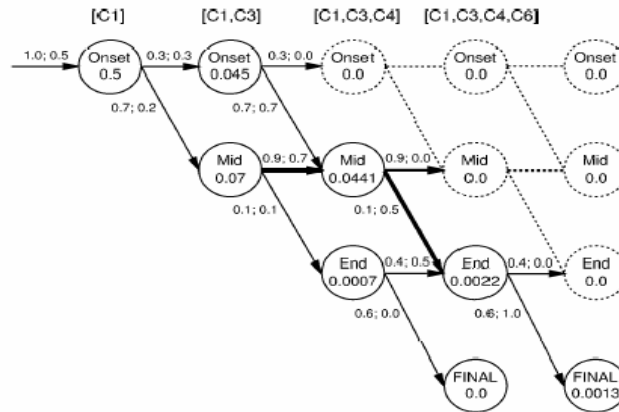 [C1] [C1,C3] [C1,C3,C4] [C1,C3,C4,C6]
1.0; 0.5 Onset 0.5 0.3; 0.3 Onset 0.045 0.3; 0.0 Onset 0.0 Onset 0.0 Onset 0.0
0.7; 0.2 0.7; 0.7
Mid 0.07 0.9; 0.7 Mid 0.0441 0.9; 0.0 Mid 0.0 Mid 0.0
0.1; 0.1 0.1; 0.5
End 0.0007 0.4; 0.5 End 0.0022 0.4; 0.0 End 0.0
0.6; 0.0 0.6; 1.0
FINAL 0.0 FINAL 0.0013